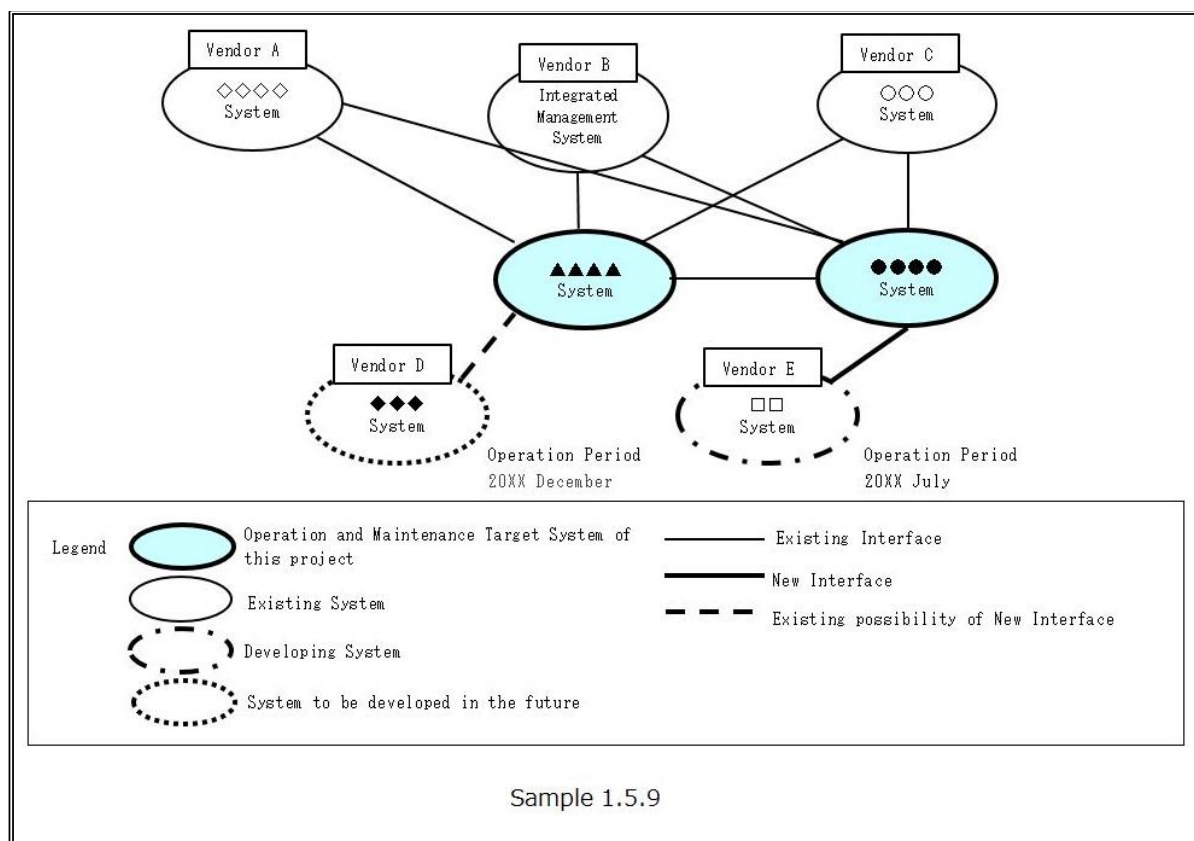 Vendor A
◇◇◇◇
System
Vendor B
Integrated
Management
System
Vendor C
○○○
System
▲▲▲▲
System
●●●●
System
Vendor D
◆◆◆
System
Operation Period
20XX December
Vendor E
□□
System
Operation Period
20XX July
Legend
Operation and Maintenance Target System of
this project
Existing System
Developing System
System to be developed in the future
Existing Interface
New Interface
Existing possibility of New Interface
Sample 1.5.9